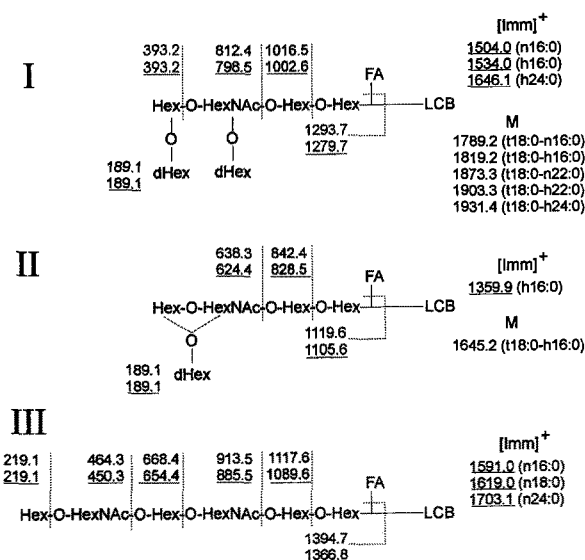 I
393.2 812.4 1016.5
393.2 798.5 1002.6
FA
Hex-O-HexNAc-O-Hex-O-Hex LCB
O O
1293.7
1279.7
189.1
189.1
dHex dHex
[Imm]+
1504.0 (n16:0)
1534.0 (h16:0)
1646.1 (h24:0)
M
1789.2 (t18:0-n16:0)
1819.2 (t18:0-h16:0)
1873.3 (t18:0-n22:0)
1903.3 (t18:0-h22:0)
1931.4 (t18:0-h24:0)
II
638.3 842.4
624.4 828.5
FA
Hex-O-HexNAc-O-Hex-O-Hex LCB
O
1119.6
1105.6
189.1
189.1
dHex
[Imm]+
1359.9 (h16:0)
M
1645.2 (t18:0-h16:0)
III
219.1 464.3 668.4 913.5 1117.6
219.1 450.3 654.4 885.5 1089.6
FA
Hex-O-HexNAc-O-Hex-O-HexNAc-O-Hex-O-Hex LCB
1394.7
1366.8
[Imm]+
1591.0 (n16:0)
1619.0 (n18:0)
1703.1 (n24:0)